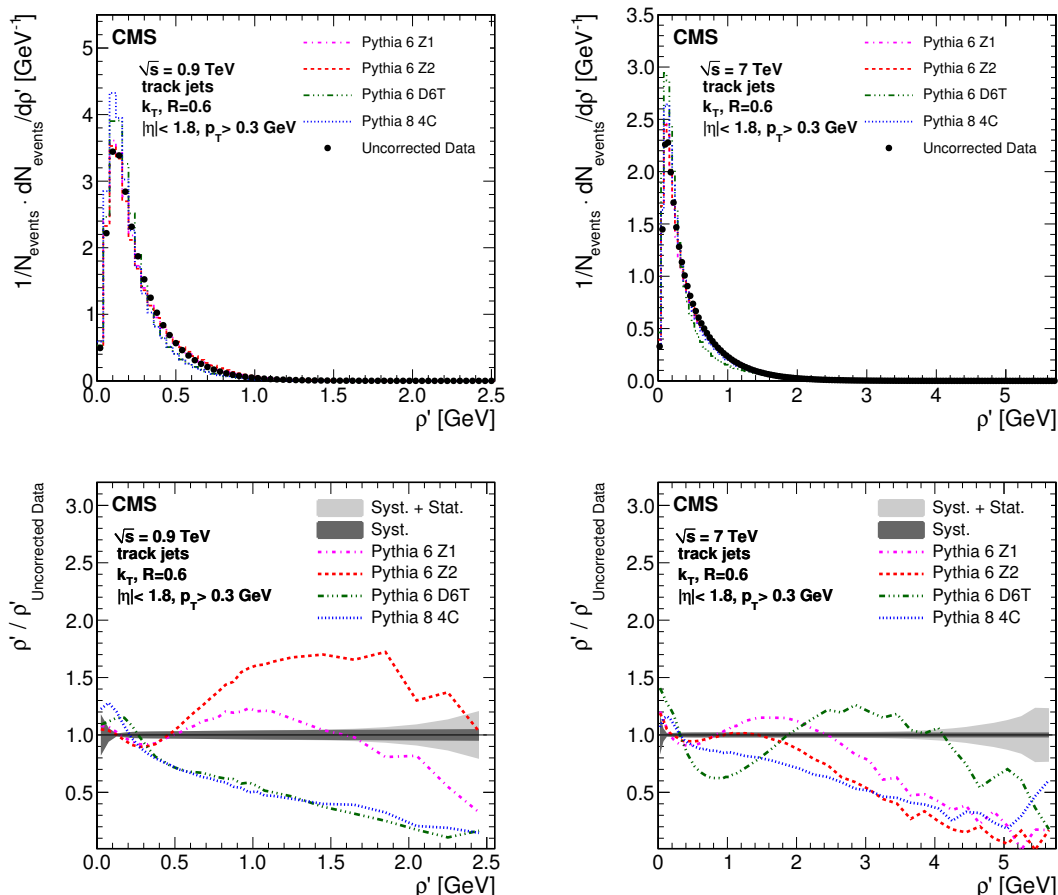 CMS
√s = 0.9 TeV
track jets
k_T, R=0.6
|η|< 1.8, p_T> 0.3 GeV
Pythia 6 Z1
Pythia 6 Z2
Pythia 6 D6T
Pythia 8 4C
Uncorrected Data
1/N_events · dN_events/dρ' [GeV⁻¹]
5
4
3
2
1
0
0.0 0.5 1.0 1.5 2.0 2.5
ρ' [GeV]
CMS
√s = 7 TeV
track jets
k_T, R=0.6
|η|< 1.8, p_T> 0.3 GeV
Pythia 6 Z1
Pythia 6 Z2
Pythia 6 D6T
Pythia 8 4C
Uncorrected Data
1/N_events · dN_events/dρ' [GeV⁻¹]
3.5
3.0
2.5
2.0
1.5
1.0
0.5
0.0
0 1 2 3 4 5
ρ' [GeV]
CMS
√s = 0.9 TeV
track jets
k_T, R=0.6
|η|< 1.8, p_T> 0.3 GeV
Syst. + Stat.
Syst.
Pythia 6 Z1
Pythia 6 Z2
Pythia 6 D6T
Pythia 8 4C
ρ' / ρ'_Uncorrected Data
3.0
2.5
2.0
1.5
1.0
0.5
0.0 0.5 1.0 1.5 2.0 2.5
ρ' [GeV]
CMS
√s = 7 TeV
track jets
k_T, R=0.6
|η|< 1.8, p_T> 0.3 GeV
Syst. + Stat.
Syst.
Pythia 6 Z1
Pythia 6 Z2
Pythia 6 D6T
Pythia 8 4C
ρ' / ρ'_Uncorrected Data
3.0
2.5
2.0
1.5
1.0
0.5
0 1 2 3 4 5
ρ' [GeV]